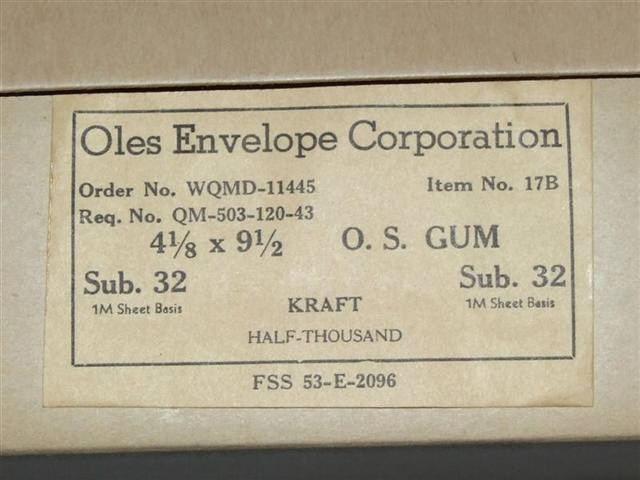 Oles Envelope Corporation
Order No. WQMD-11445 Item No. 17B
Req. No. QM-503-120-43
4⅛ x 9½ O. S. GUM
Sub. 32 Sub. 32
1M Sheet Basis KRAFT 1M Sheet Basis
HALF-THOUSAND
FSS 53-E-2096